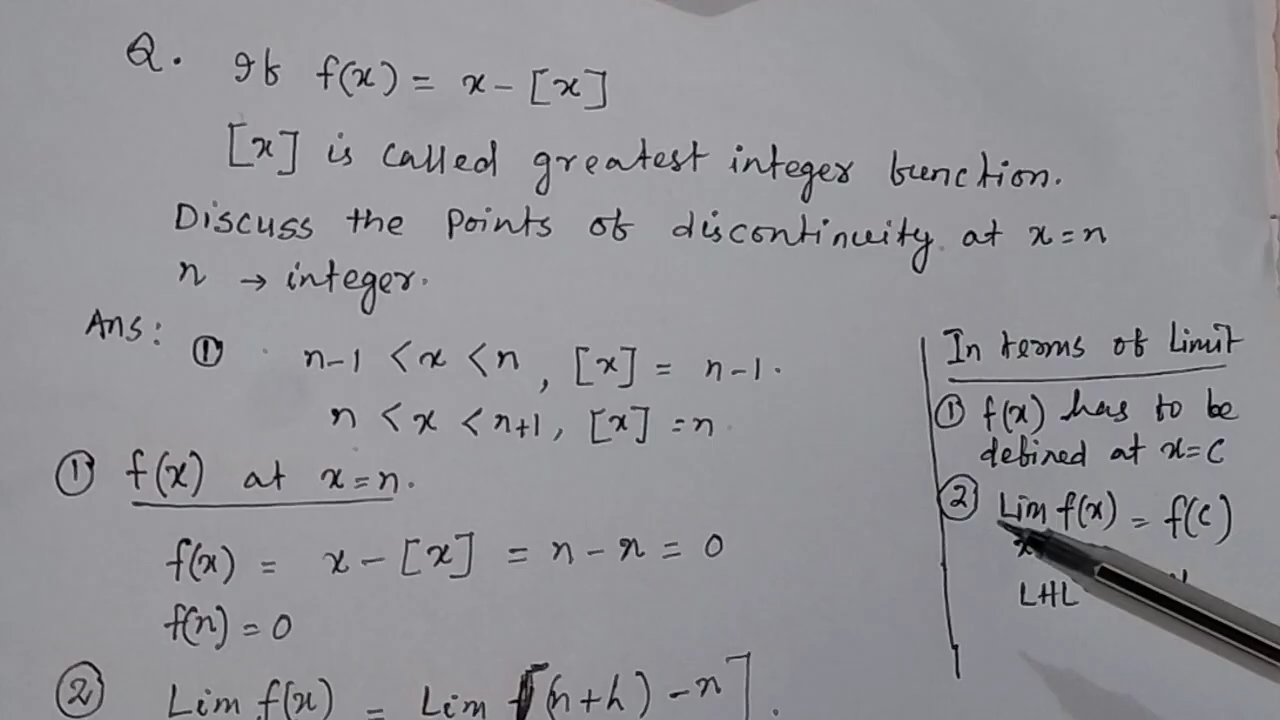 Q. If f(x) = x - [x]
[x] is called greatest integer function.
Discuss the points of discontinuity at x=n
n → integer.
Ans: ① n-1 < x < n , [x] = n-1.
n < x < n+1, [x] = n
① f(x) at x=n.
f(x) = x - [x] = n - n = 0
f(n) = 0
② Lim f(x) = Lim [(n+h) - n].
In terms of Limit
① f(x) has to be
defined at x=c
② Lim f(x) = f(c)
x
LHL